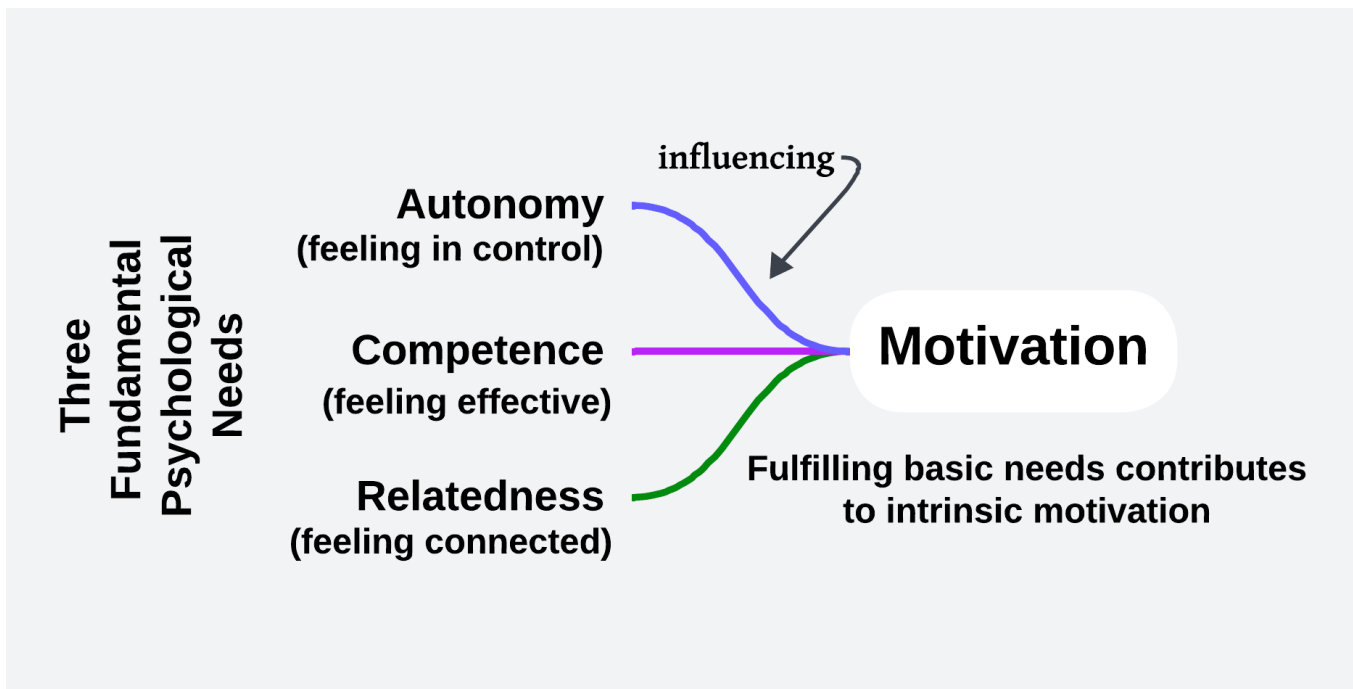 Three
Fundamental
Psychological
Needs
influencing
Autonomy
(feeling in control)
Competence
(feeling effective)
Relatedness
(feeling connected)
Motivation
Fulfilling basic needs contributes
to intrinsic motivation